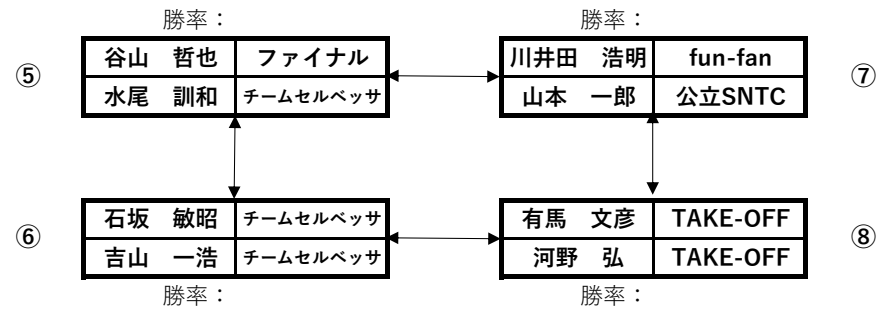 勝率： 勝率：
⑤ 谷山　哲也 ファイナル 川井田　浩明 fun-fan ⑦
水尾　訓和 チームセルベッサ 山本　一郎 公立SNTC
⑥ 石坂　敏昭 チームセルベッサ 有馬　文彦 TAKE-OFF ⑧
吉山　一浩 チームセルベッサ 河野　弘 TAKE-OFF
勝率： 勝率：